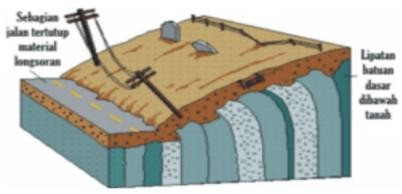 Sebagian
jalan tertutup
material
longsoran
Lipatan
batuan
dasar
dibawah
tanah